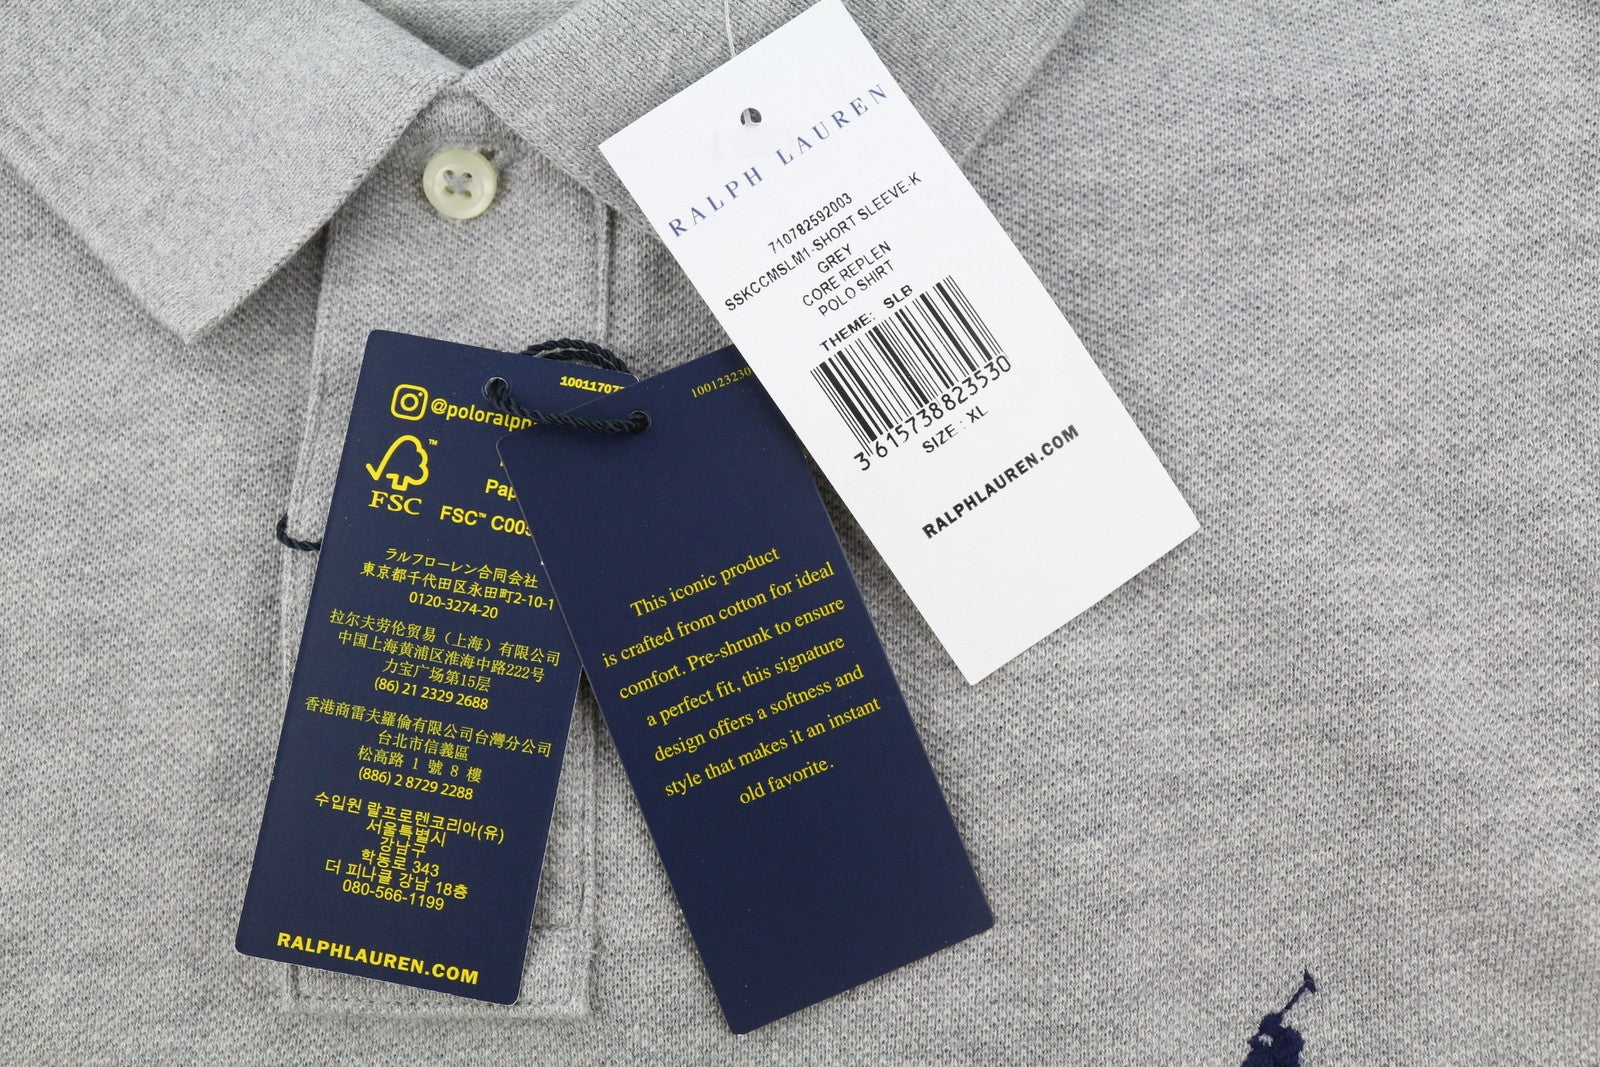 RALPH LAUREN
710782592003
SSKCCMSLM1-SHORT SLEEVE-K
GREY
CORE REPLEN
POLO SHIRT
THEME: SLB
3 615738 823530
SIZE : XL
RALPHLAUREN.COM
FSC
™
FSC™
ラルフローレン合同会社
東京都千代田区永田町2-10-1
0120-3274-20
拉尔夫劳伦贸易（上海）有限公司
中国上海黄浦区淮海中路222号
力宝广场第15层
(86) 21 2329 2688
香港商雷夫羅倫有限公司台灣分公司
台北市信義區
松高路 1 號 8 樓
(886) 2 8729 2288
수입원 랄프로렌코리아(유)
서울특별시
강남구
학동로 343
더 피나클 강남 18층
080-566-1199
RALPHLAUREN.COM
100123230
This iconic product
is crafted from cotton for ideal
comfort. Pre-shrunk to ensure
a perfect fit, this signature
design offers a softness and
style that makes it an instant
old favorite.